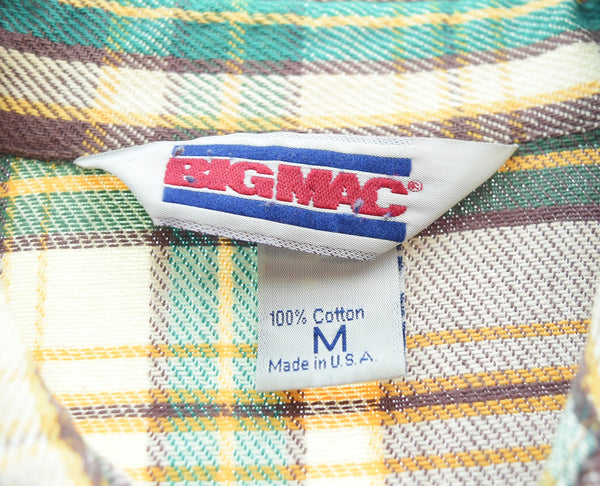 BIG MAC®
100% Cotton
M
Made in U.S.A.